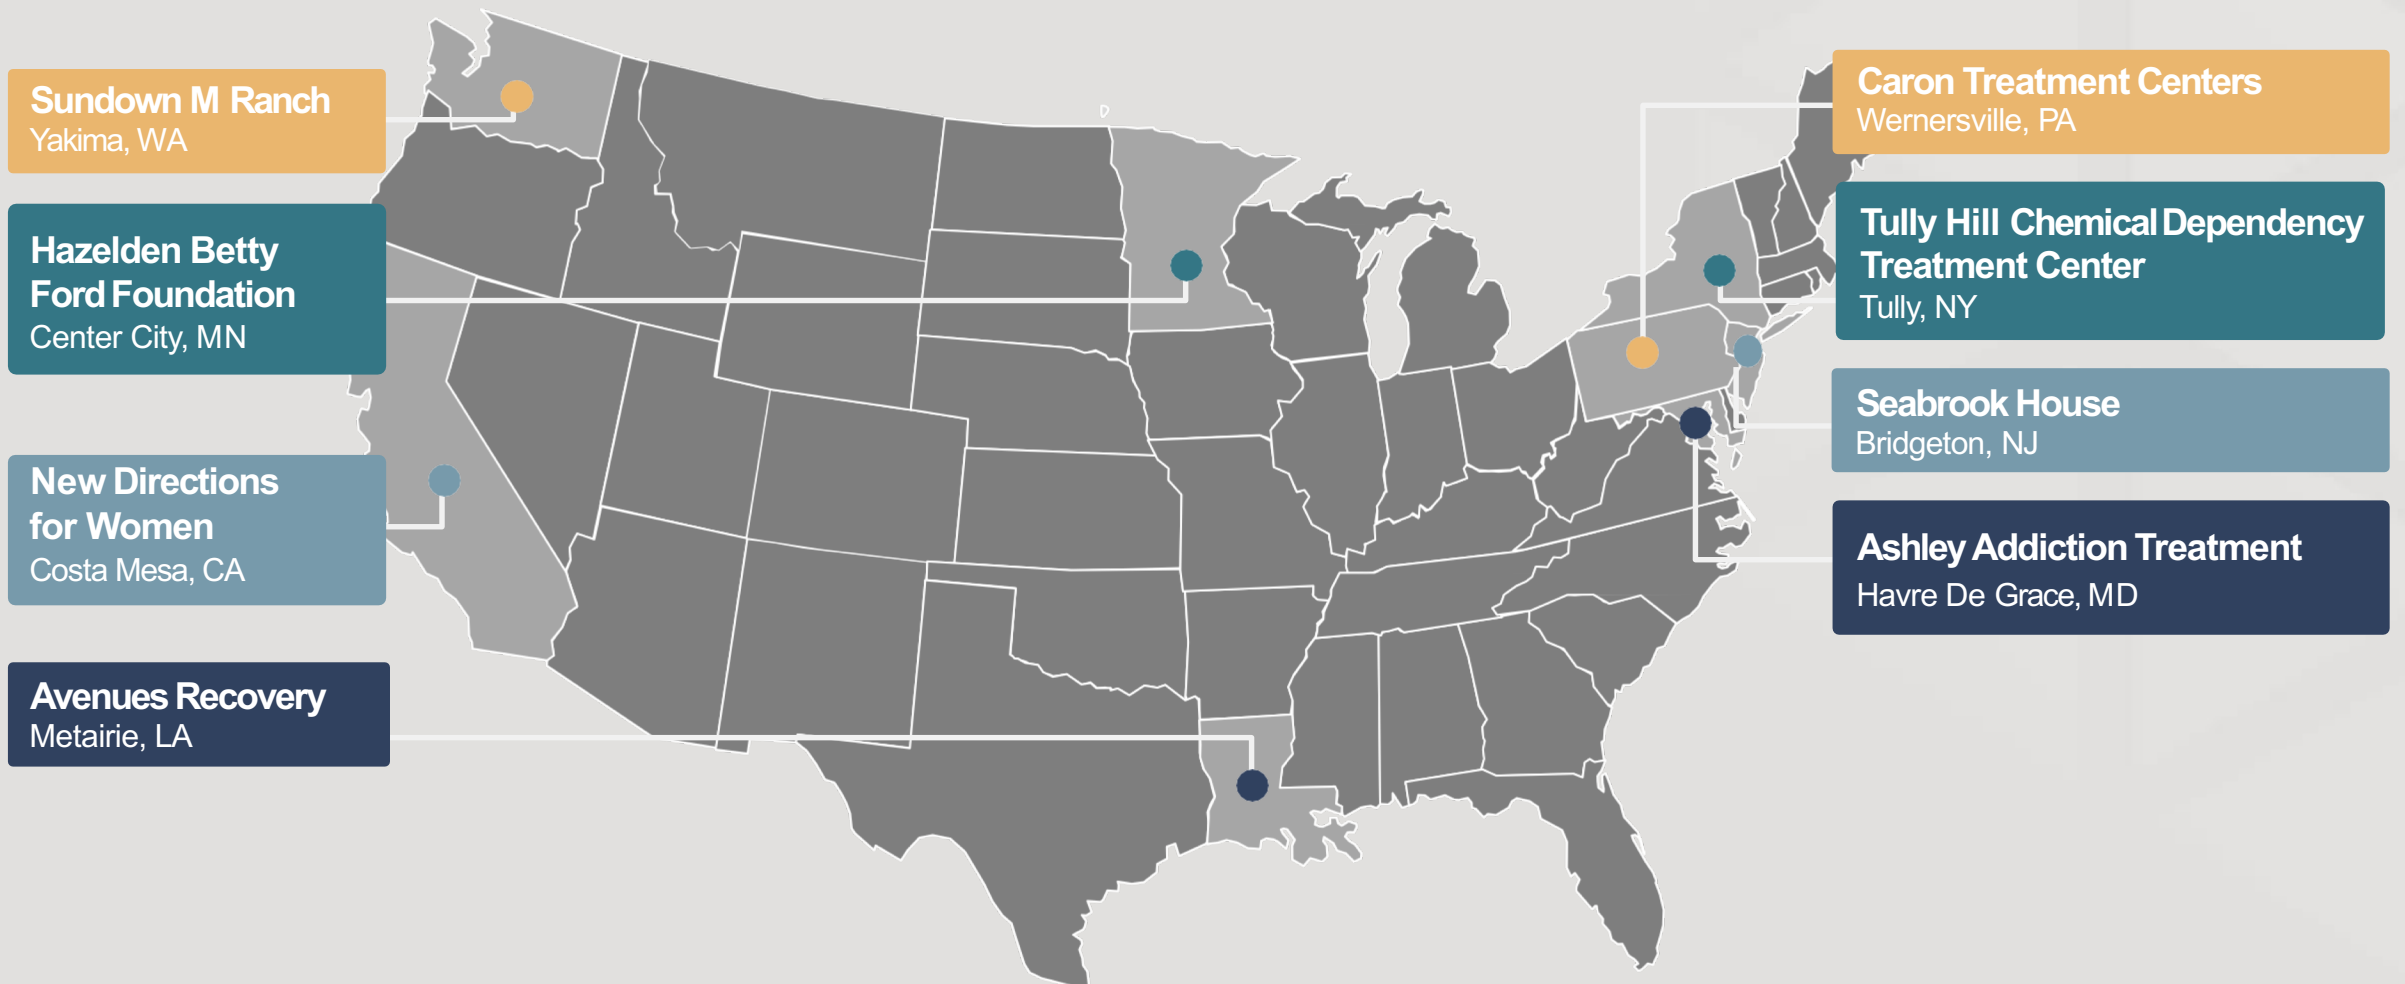 Sundown M Ranch
Yakima, WA
Hazelden Betty
Ford Foundation
Center City, MN
New Directions
for Women
Costa Mesa, CA
Avenues Recovery
Metairie, LA
Caron Treatment Centers
Wernersville, PA
Tully Hill Chemical Dependency
Treatment Center
Tully, NY
Seabrook House
Bridgeton, NJ
Ashley Addiction Treatment
Havre De Grace, MD